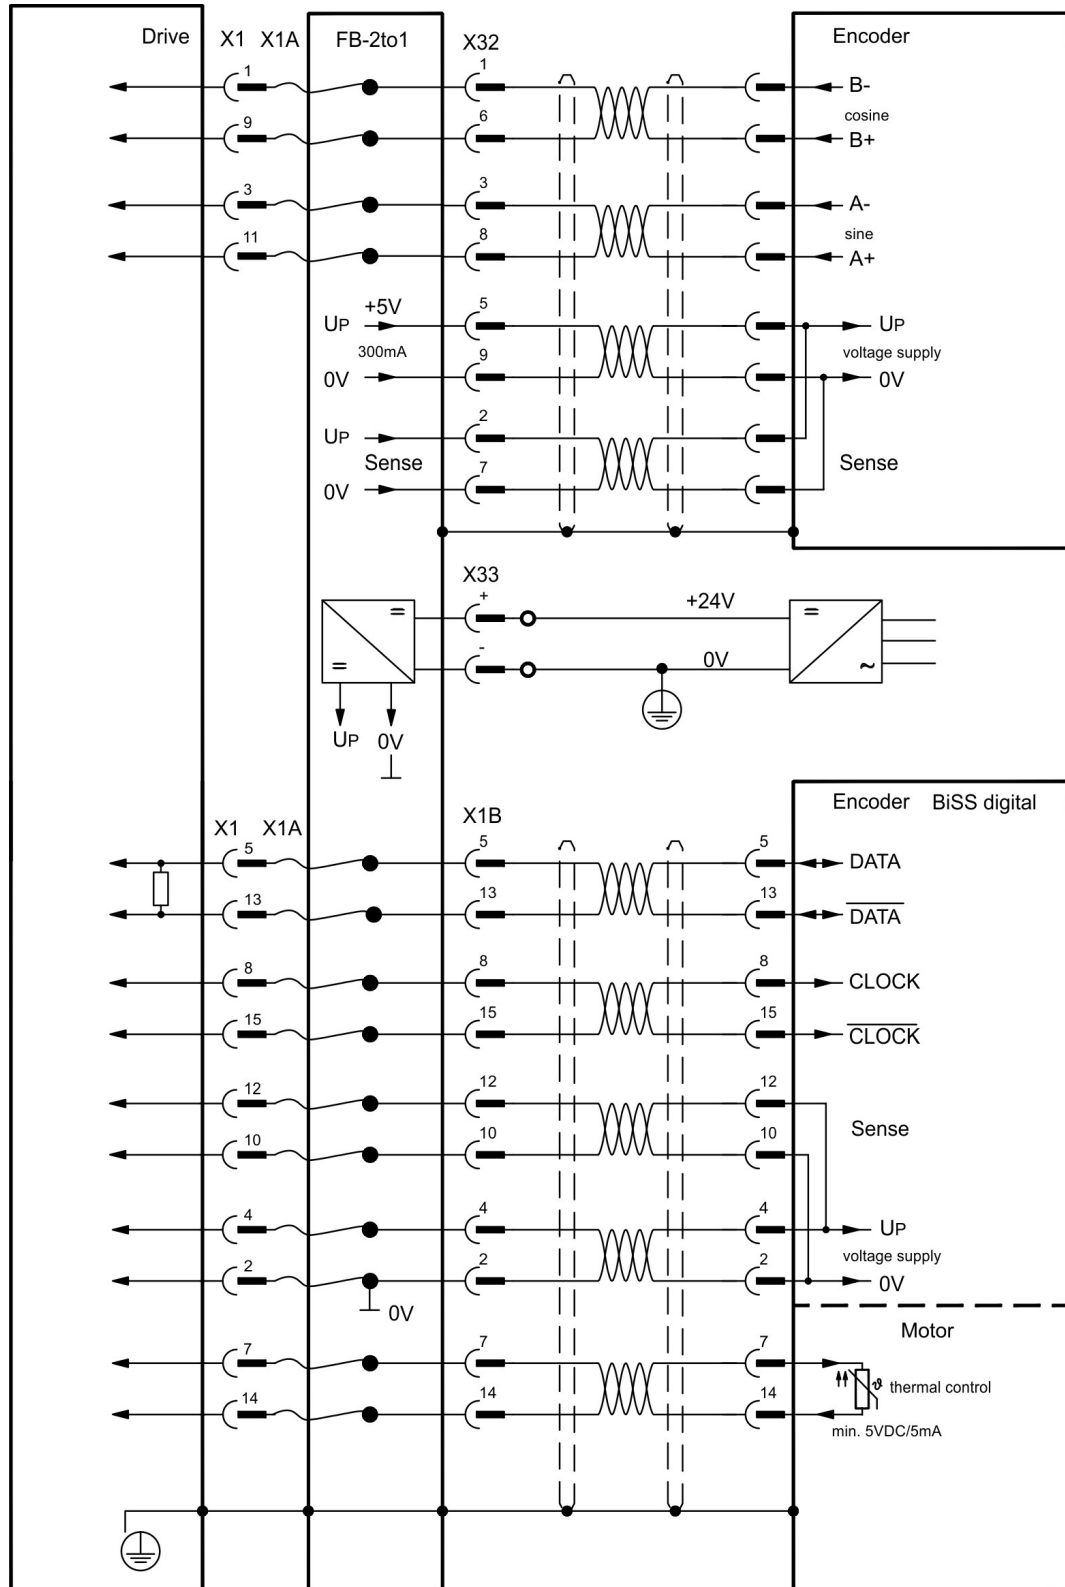 Drive X1 X1A FB-2to1 X32 Encoder
1 1 B-
cosine
9 6 B+
3 3 A-
sine
11 8 A+
+5V 5
UP UP
300mA voltage supply
9
0V 0V
2
UP
Sense Sense
7
0V
X33
+ +24V
=
=
- 0V
=
~
UP 0V
Encoder BiSS digital
X1 X1A X1B
5 5 5 DATA
13 13 13 DATA
8 8 8 CLOCK
15 15 15 CLOCK
12 12 12
Sense
10 10 10
4 4 4 UP
voltage supply
2 2 2 0V
0V
Motor
7 7 7
ϑ thermal control
14 14 14
min. 5VDC/5mA